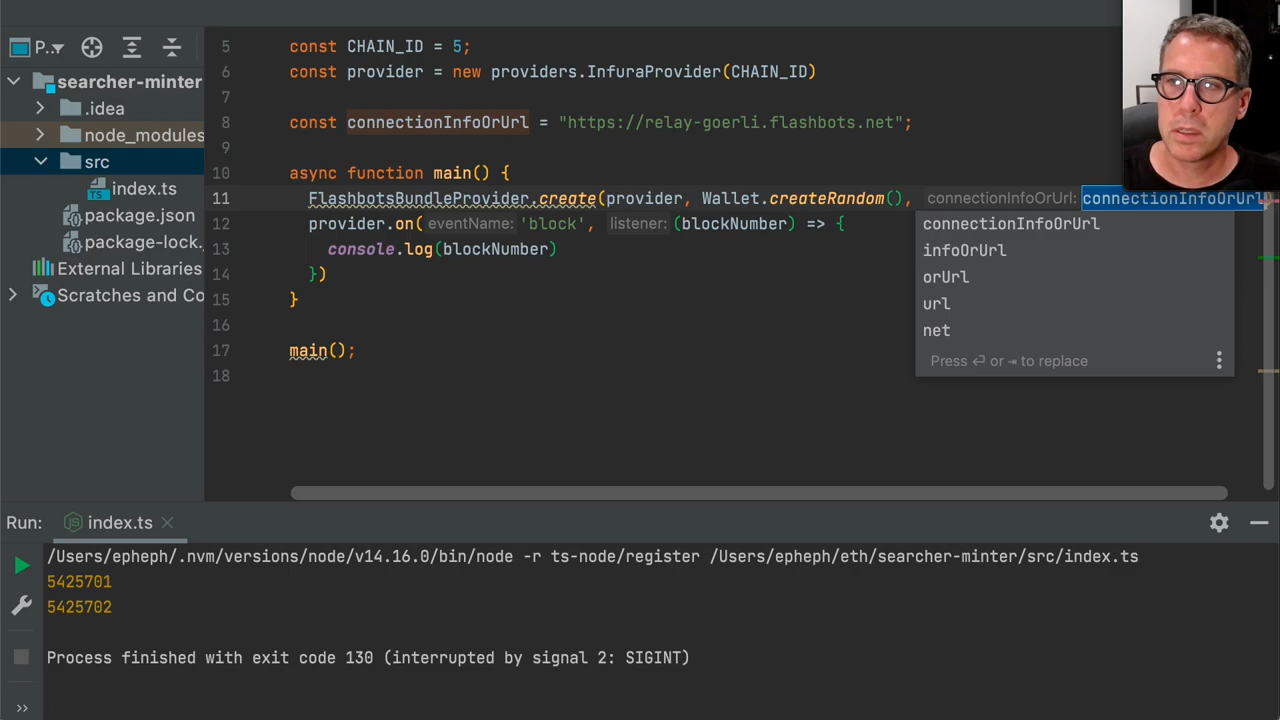 P...
searcher-minter
.idea
node_modules
src
index.ts
package.json
package-lock.
External Libraries
Scratches and Co
5 const CHAIN_ID = 5;
6 const provider = new providers.InfuraProvider(CHAIN_ID)
7
8 const connectionInfoOrUrl = "https://relay-goerli.flashbots.net";
9
10 async function main() {
11 FlashbotsBundleProvider.create(provider, Wallet.createRandom(), connectionInfoOrUrl: connectionInfoOrUrl
12 provider.on( eventName: 'block', listener: (blockNumber) => {
13 console.log(blockNumber)
14 })
15 }
16
17 main();
18
connectionInfoOrUrl
infoOrUrl
orUrl
url
net
Press ⏎ or ⇥ to replace
Run: index.ts
/Users/epheph/.nvm/versions/node/v14.16.0/bin/node -r ts-node/register /Users/epheph/eth/searcher-minter/src/index.ts
5425701
5425702
Process finished with exit code 130 (interrupted by signal 2: SIGINT)